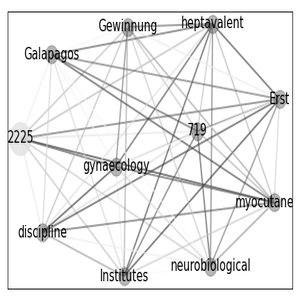 heptavalent
Gewinnung
Galapagos
Erst
719
2225
gynaecology
myocutane
discipline
neurobiological
Institutes